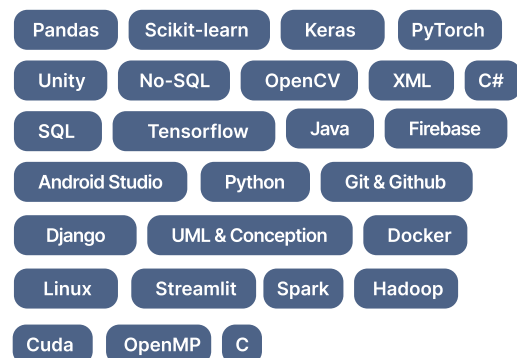 Pandas Scikit-learn Keras PyTorch
Unity No-SQL OpenCV XML C#
SQL Tensorflow Java Firebase
Android Studio Python Git & Github
Django UML & Conception Docker
Linux Streamlit Spark Hadoop
Cuda OpenMP C